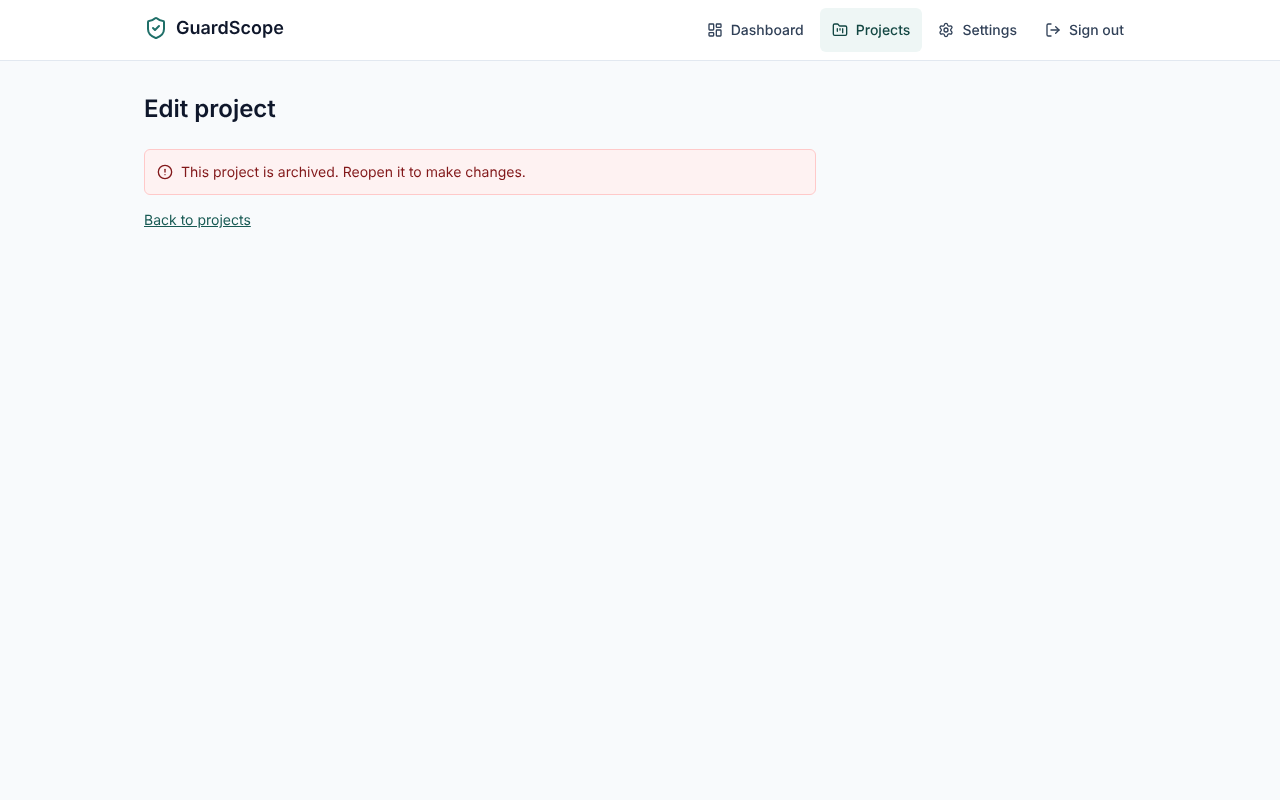 GuardScope
Dashboard
Projects
Settings
Sign out
Edit project
This project is archived. Reopen it to make changes.
Back to projects